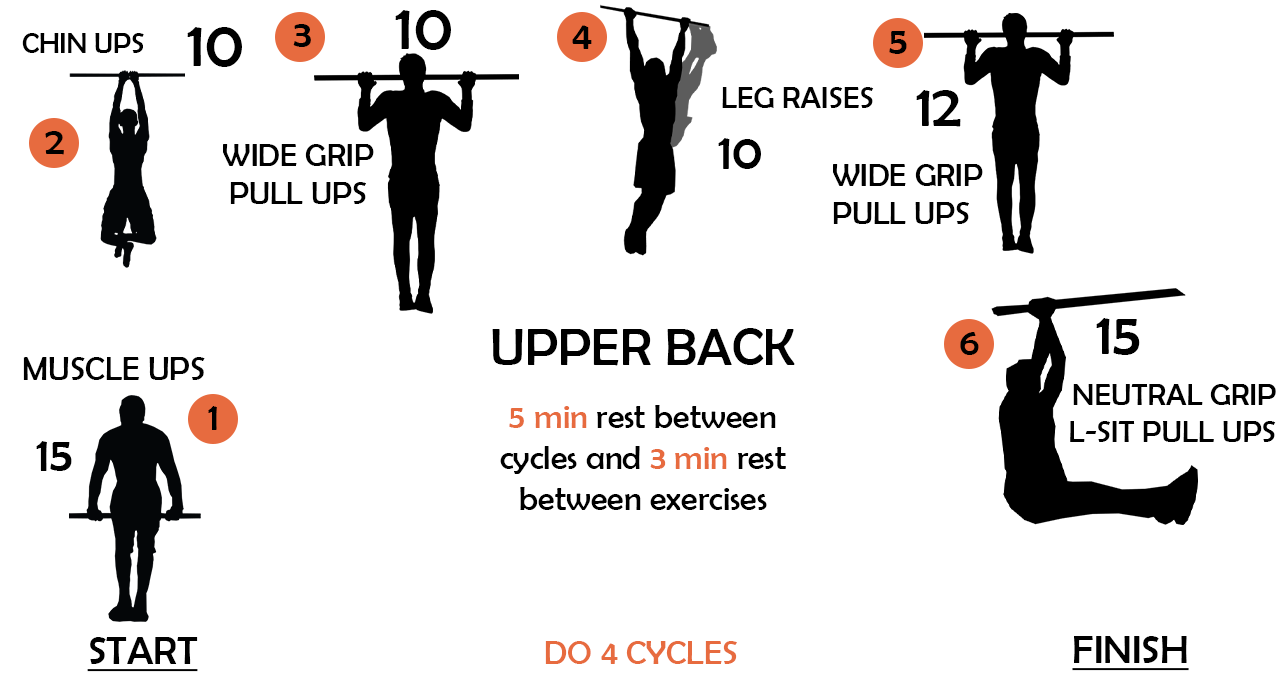 MUSCLE UPS
1
15
START
CHIN UPS
10
2
3
10
WIDE GRIP
PULL UPS
4
LEG RAISES
10
5
12
WIDE GRIP
PULL UPS
6
15
NEUTRAL GRIP
L-SIT PULL UPS
FINISH
UPPER BACK
5 min rest between
cycles and 3 min rest
between exercises
DO 4 CYCLES